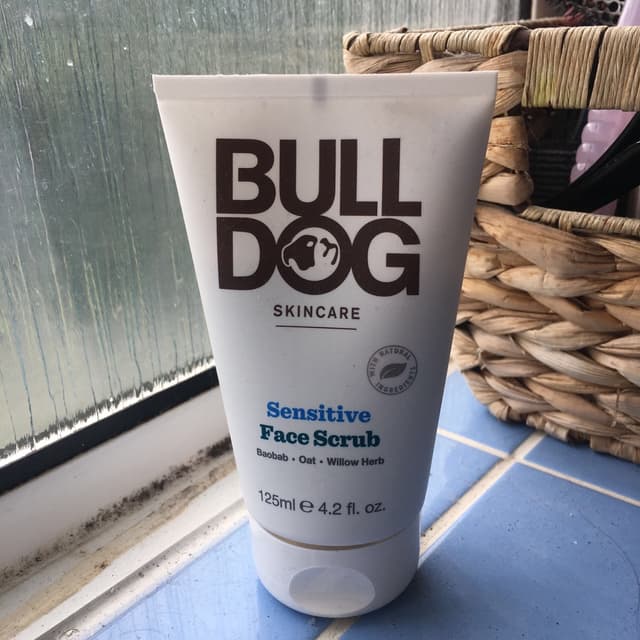 BULL
DOG
SKINCARE
WITH NATURAL
INGREDIENTS
Sensitive
Face Scrub
Baobab • Oat • Willow Herb
125ml ℮ 4.2 fl. oz.